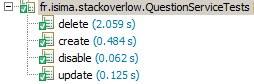 fr.isima.stackoverlow.QuestionServiceTests
delete (2.059 s)
create (0.484 s)
disable (0.062 s)
update (0.125 s)